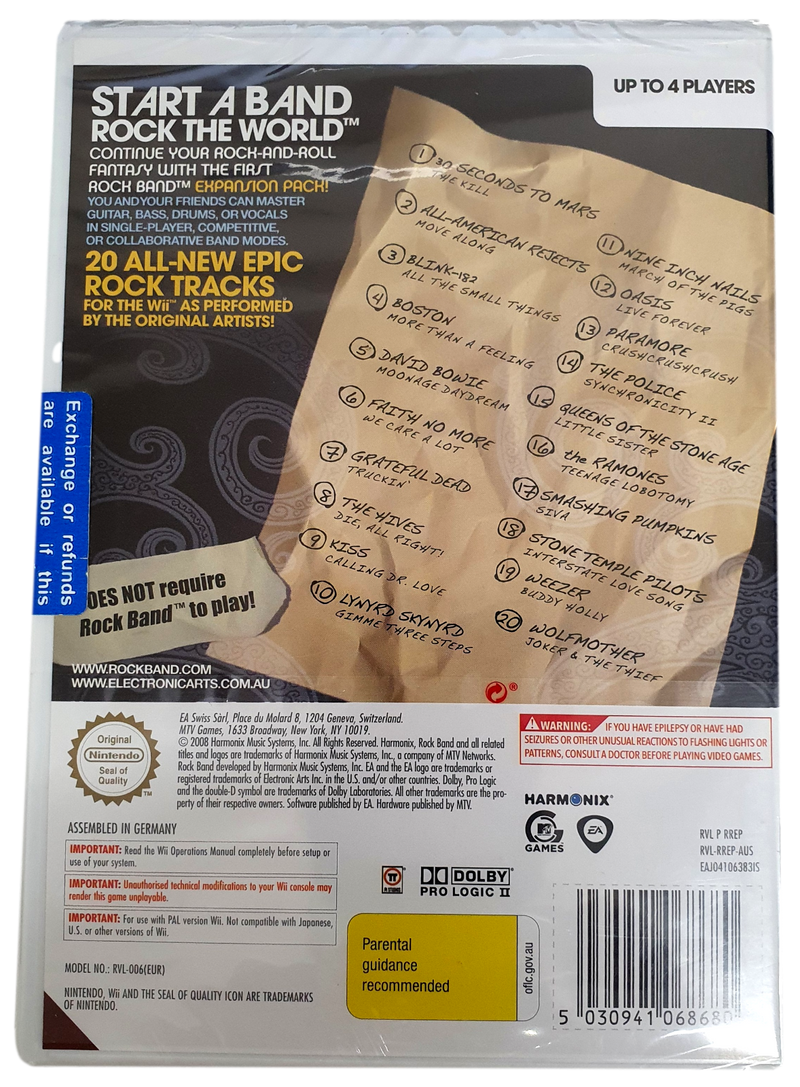 UP TO 4 PLAYERS
START A BAND
ROCK THE WORLD™
CONTINUE YOUR ROCK-AND-ROLL
FANTASY WITH THE FIRST
ROCK BAND™ EXPANSION PACK!
YOU AND YOUR FRIENDS CAN MASTER
GUITAR, BASS, DRUMS, OR VOCALS
IN SINGLE-PLAYER, COMPETITIVE,
OR COLLABORATIVE BAND MODES.
20 ALL-NEW EPIC
ROCK TRACKS
FOR THE Wii™ AS PERFORMED
BY THE ORIGINAL ARTISTS!
1 30 SECONDS TO MARS
THE KILL
2 ALL-AMERICAN REJECTS
MOVE ALONG
3 BLINK-182
ALL THE SMALL THINGS
4 BOSTON
MORE THAN A FEELING
5 DAVID BOWIE
MOONAGE DAYDREAM
6 FAITH NO MORE
WE CARE A LOT
7 GRATEFUL DEAD
TRUCKIN'
8 THE HIVES
DIE, ALL RIGHT!
9 KISS
CALLING DR. LOVE
10 LYNYRD SKYNYRD
GIMME THREE STEPS
11 NINE INCH NAILS
MARCH OF THE PIGS
12 OASIS
LIVE FOREVER
13 PARAMORE
CRUSHCRUSHCRUSH
14 THE POLICE
SYNCHRONICITY II
15 QUEENS OF THE STONE AGE
LITTLE SISTER
16 the RAMONES
TEENAGE LOBOTOMY
17 SMASHING PUMPKINS
SIVA
18 STONE TEMPLE PILOTS
INTERSTATE LOVE SONG
19 WEEZER
BUDDY HOLLY
20 WOLFMOTHER
JOKER & THE THIEF
Exchange or refunds
are available if this
OES NOT require
Rock Band™ to play!
WWW.ROCKBAND.COM
WWW.ELECTRONICARTS.COM.AU
Original
Nintendo
Seal of
Quality
TM
EA Swiss Sàrl, Place du Molard 8, 1204 Geneva, Switzerland.
MTV Games, 1633 Broadway, New York, NY 10019.
© 2008 Harmonix Music Systems, Inc. All Rights Reserved. Harmonix, Rock Band and all related
titles and logos are trademarks of Harmonix Music Systems, Inc., a company of MTV Networks.
Rock Band developed by Harmonix Music Systems, Inc. EA and the EA logo are trademarks or
registered trademarks of Electronic Arts Inc. in the U.S. and/or other countries. Dolby, Pro Logic
and the double-D symbol are trademarks of Dolby Laboratories. All other trademarks are the pro-
perty of their respective owners. Software published by EA. Hardware published by MTV.
WARNING: IF YOU HAVE EPILEPSY OR HAVE HAD
SEIZURES OR OTHER UNUSUAL REACTIONS TO FLASHING LIGHTS OR
PATTERNS, CONSULT A DOCTOR BEFORE PLAYING VIDEO GAMES.
HARMONIX®
MTV
GAMES
EA
RVL P RREP
RVL-RREP-AUS
EAJ04106383IS
ASSEMBLED IN GERMANY
IMPORTANT: Read the Wii Operations Manual completely before setup or
use of your system.
IMPORTANT: Unauthorised technical modifications to your Wii console may
render this game unplayable.
IMPORTANT: For use with PAL version Wii. Not compatible with Japanese,
U.S. or other versions of Wii.
DOLBY®
PRO LOGIC II
Parental
guidance
recommended
oflc.gov.au
MODEL NO.: RVL-006(EUR)
NINTENDO, Wii AND THE SEAL OF QUALITY ICON ARE TRADEMARKS
OF NINTENDO.
5 030941 068680